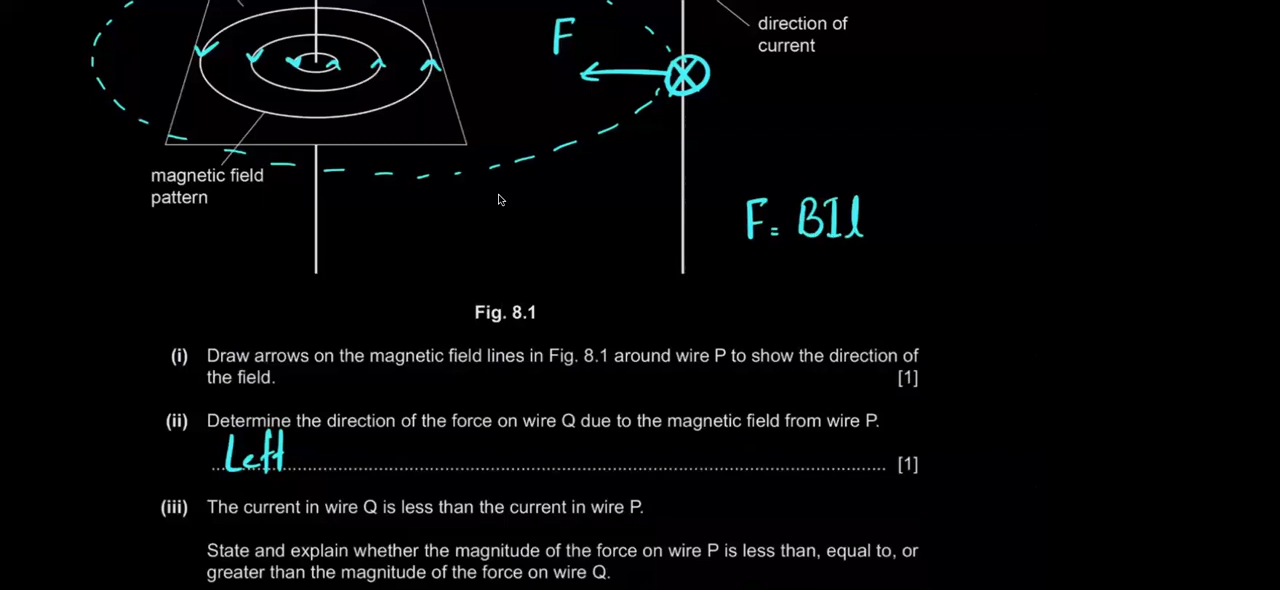 direction of
current
F
magnetic field
pattern
F = BIl
Fig. 8.1
(i) Draw arrows on the magnetic field lines in Fig. 8.1 around wire P to show the direction of
the field. [1]
(ii) Determine the direction of the force on wire Q due to the magnetic field from wire P.
Left [1]
(iii) The current in wire Q is less than the current in wire P.
State and explain whether the magnitude of the force on wire P is less than, equal to, or
greater than the magnitude of the force on wire Q.